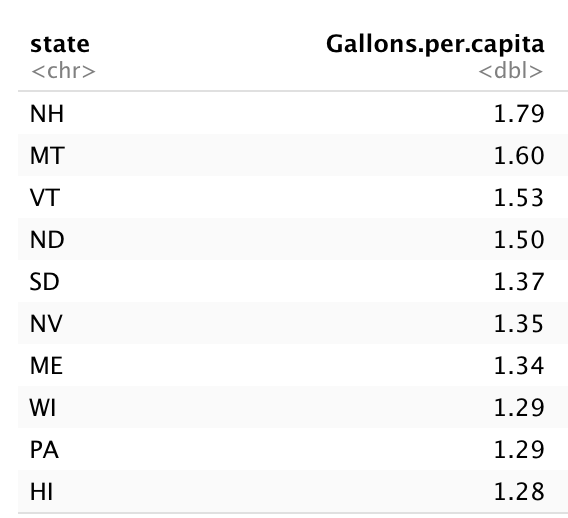 state Gallons.per.capita
<chr> <dbl>
NH 1.79
MT 1.60
VT 1.53
ND 1.50
SD 1.37
NV 1.35
ME 1.34
WI 1.29
PA 1.29
HI 1.28